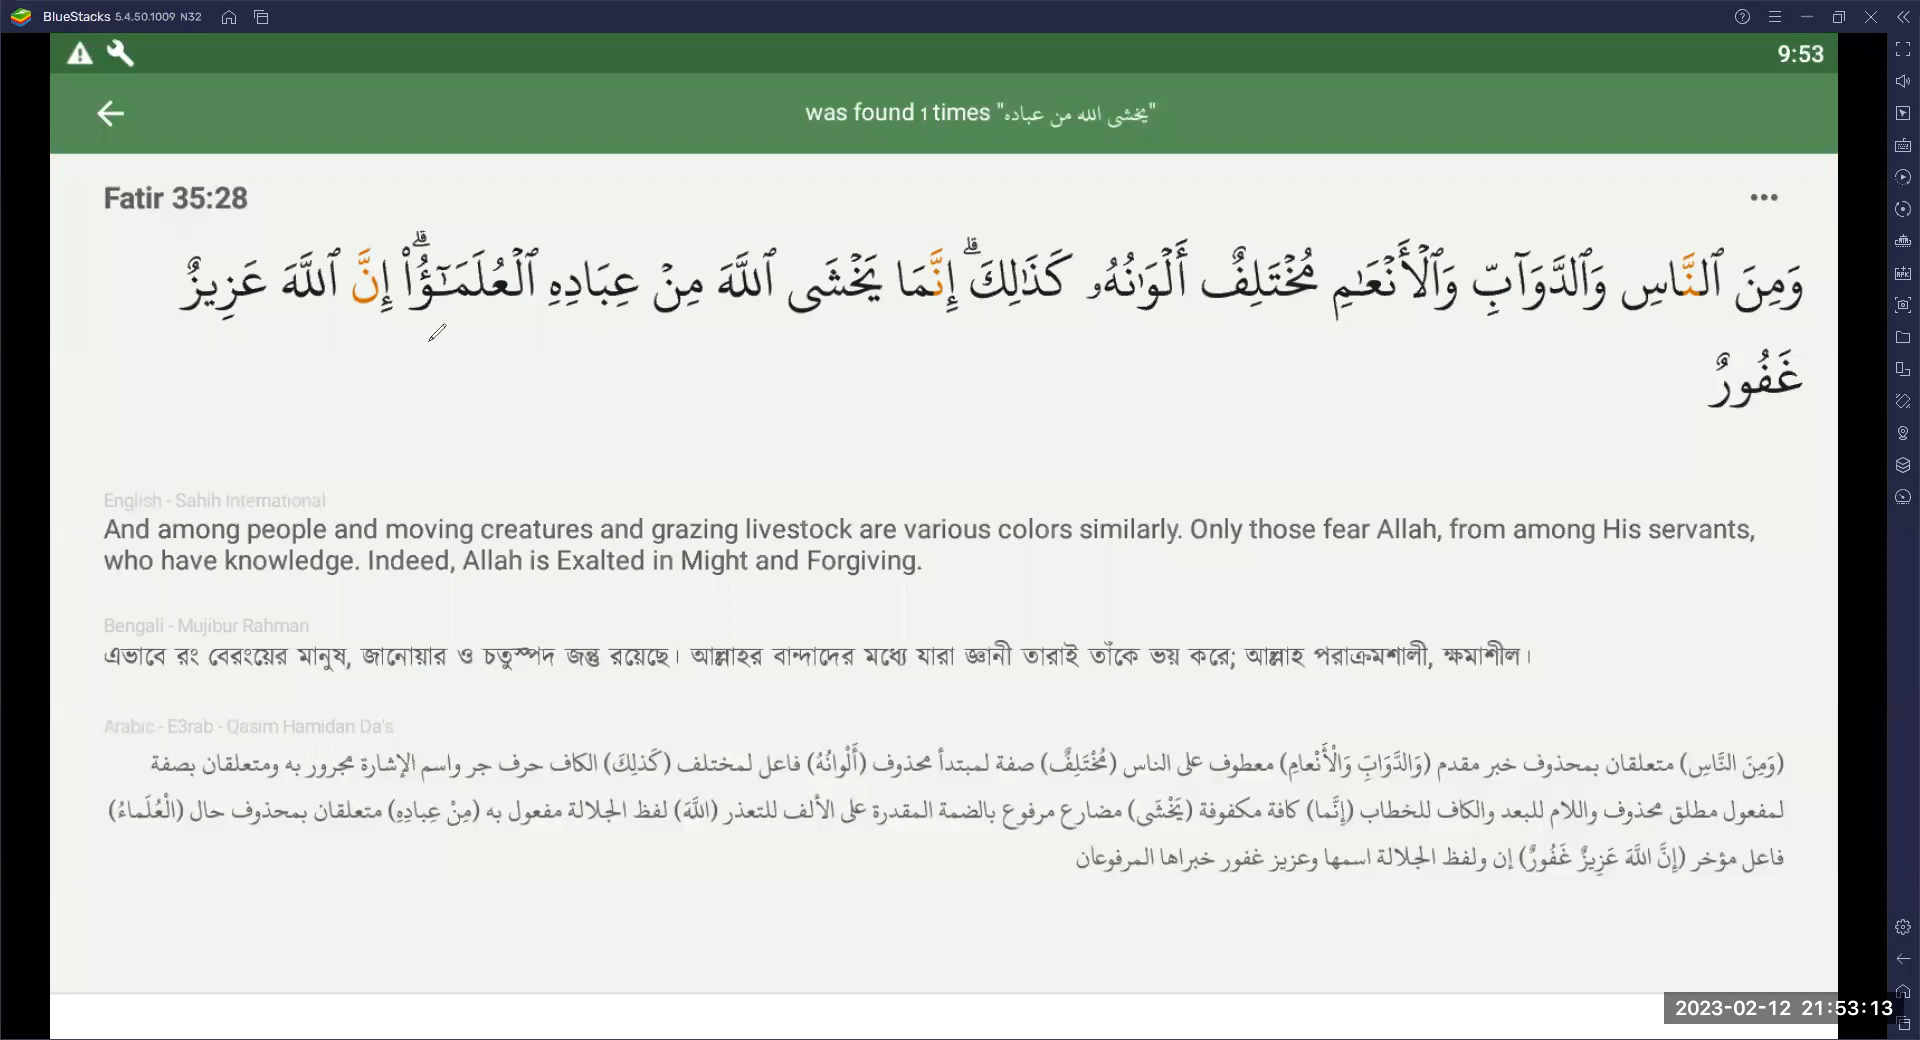 BlueStacks 5.4.50.1009 N32
9:53
was found 1 times "يخشى الله من عباده"
Fatir 35:28
وَمِنَ ٱلنَّاسِ وَٱلدَّوَآبِّ وَٱلْأَنْعَـٰمِ مُخْتَلِفٌ أَلْوَٰنُهُۥ كَذَٰلِكَ ۗ إِنَّمَا يَخْشَى ٱللَّهَ مِنْ عِبَادِهِ ٱلْعُلَمَـٰٓؤُا۟ ۗ إِنَّ ٱللَّهَ عَزِيزٌ
غَفُورٌ
English - Sahih International
And among people and moving creatures and grazing livestock are various colors similarly. Only those fear Allah, from among His servants,
who have knowledge. Indeed, Allah is Exalted in Might and Forgiving.
Bengali - Mujibur Rahman
এভাবে রং বেরংয়ের মানুষ, জানোয়ার ও চতুস্পদ জন্তু রয়েছে। আল্লাহর বান্দাদের মধ্যে যারা জ্ঞানী তারাই তাঁকে ভয় করে; আল্লাহ পরাক্রমশালী, ক্ষমাশীল।
Arabic - E3rab - Qasim Hamidan Da's
(وَمِنَ النَّاسِ) متعلقان بمحذوف خبر مقدم (وَالدَّوَابِّ وَالْأَنْعامِ) معطوف على الناس (مُخْتَلِفٌ) صفة لمبتدأ محذوف (أَلْوانُهُ) فاعل لمختلف (كَذلِكَ) الكاف حرف جر واسم الإشارة مجرور به ومتعلقان بصفة
لمفعول مطلق محذوف واللام للبعد والكاف للخطاب (إِنَّما) كافة مكفوفة (يَخْشَى) مضارع مرفوع بالضمة المقدرة على الألف للتعذر (اللَّهَ) لفظ الجلالة مفعول به (مِنْ عِبادِهِ) متعلقان بمحذوف حال (الْعُلَماءُ)
فاعل مؤخر (إِنَّ اللَّهَ عَزِيزٌ غَفُورٌ) إن ولفظ الجلالة اسمها وعزيز غفور خبراها المرفوعان
2023-02-12 21:53:13